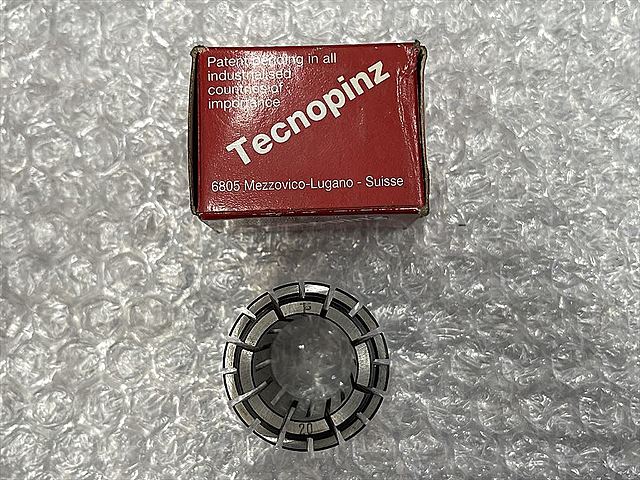 Patent pending in all
industrialised
countries of
importance
Tecnopinz
6805 Mezzovico-Lugano - Suisse
20